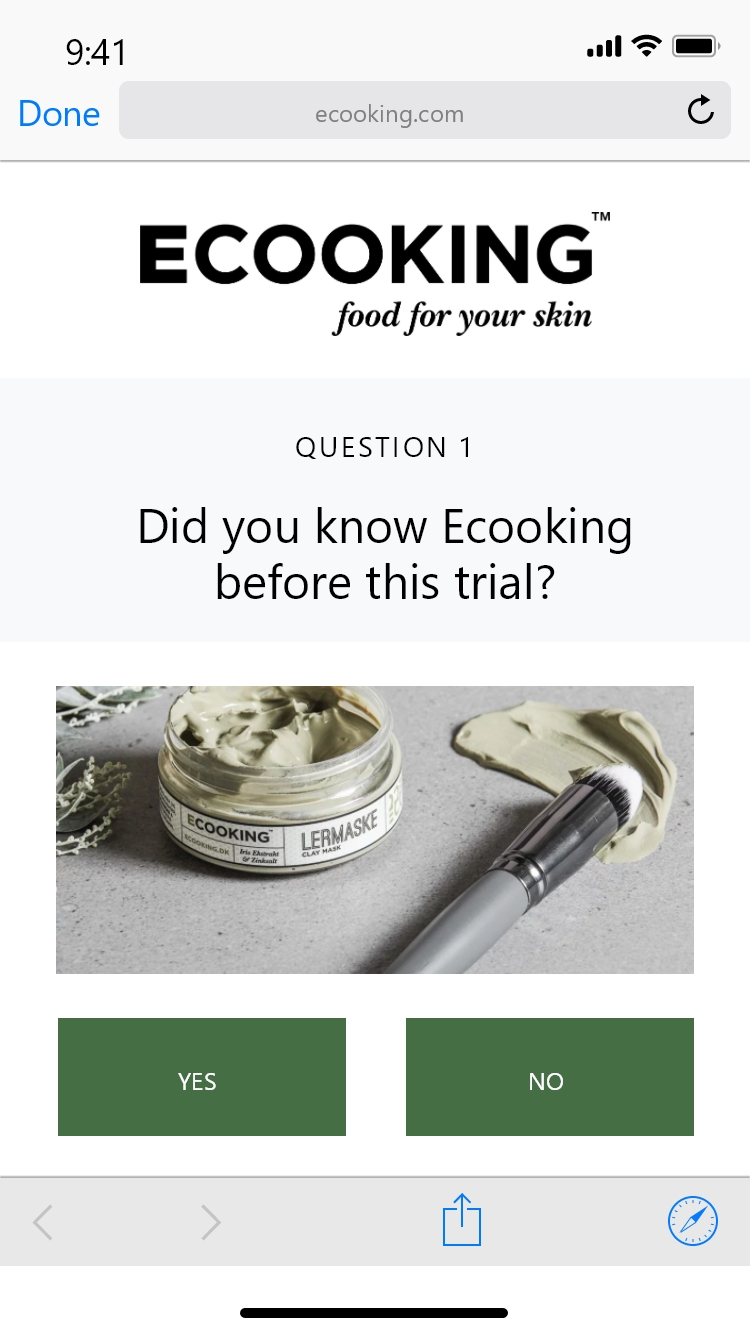 9:41
Done
ecooking.com
ECOOKING™
food for your skin
QUESTION 1
Did you know Ecooking
before this trial?
ECOOKING™
LERMASKE
CLAY MASK
ECOOKING.DK
Iris Ekstrakt
& Zinksalt
YES
NO